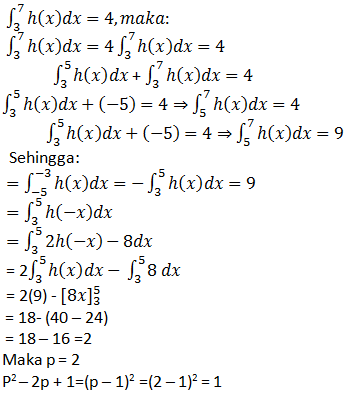 ∫₃⁷ h(x)dx = 4, maka:
∫₃⁷ h(x)dx = 4 ∫₃⁷ h(x)dx = 4
∫₃⁵ h(x)dx + ∫₃⁷ h(x)dx = 4
∫₃⁵ h(x)dx + (−5) = 4 ⇒ ∫₅⁷ h(x)dx = 4
∫₃⁵ h(x)dx + (−5) = 4 ⇒ ∫₅⁷ h(x)dx = 9
Sehingga:
= ∫₋₅⁻³ h(x)dx = − ∫₃⁵ h(x)dx = 9
= ∫₃⁵ h(−x)dx
= ∫₃⁵ 2h(−x) − 8dx
= 2∫₃⁵ h(x)dx − ∫₃⁵ 8 dx
= 2(9) - [8x]₃⁵
= 18- (40 – 24)
= 18 – 16 =2
Maka p = 2
P² – 2p + 1=(p – 1)² =(2 – 1)² = 1